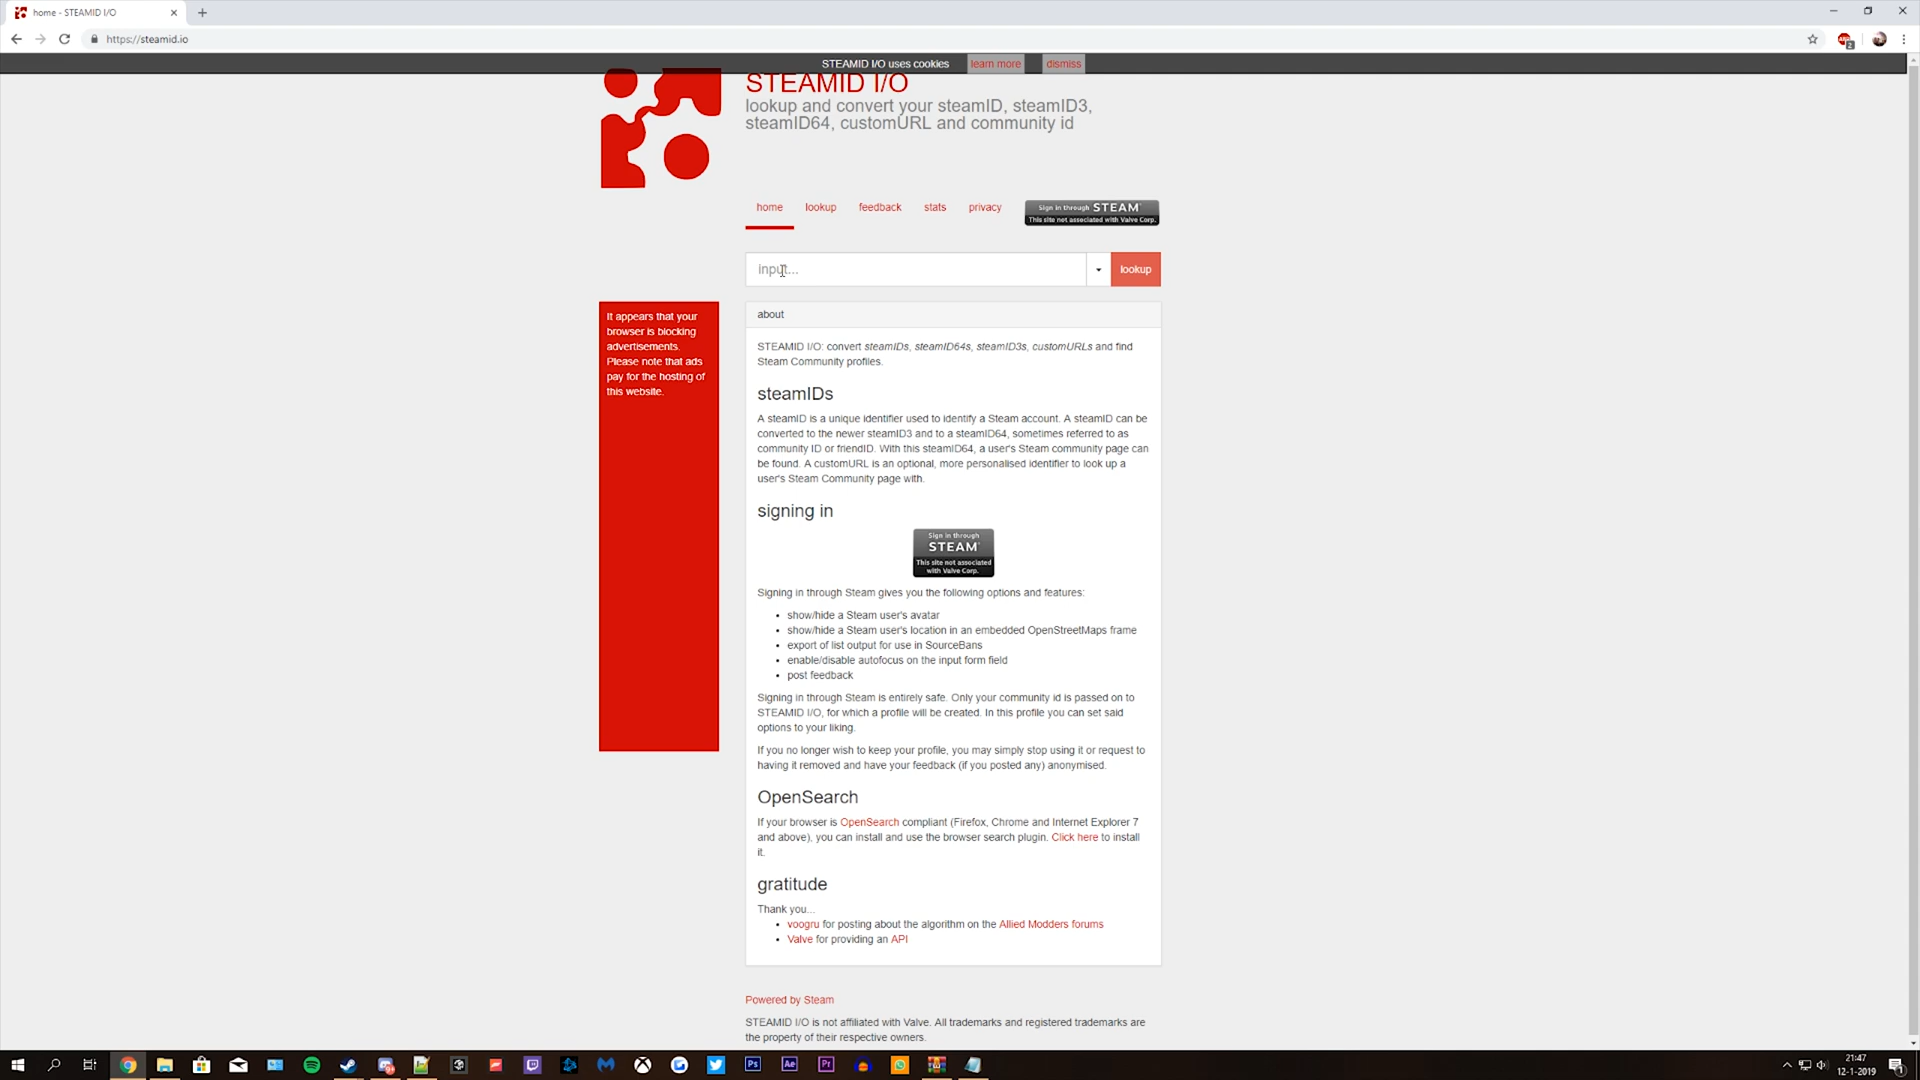 home - STEAMID I/O
https://steamid.io
STEAMID I/O uses cookies learn more dismiss
STEAMID I/O
lookup and convert your steamID, steamID3,
steamID64, customURL and community id
home lookup feedback stats privacy
Sign in through STEAM
This site not associated with Valve Corp.
input...
lookup
It appears that your
browser is blocking
advertisements.
Please note that ads
pay for the hosting of
this website.
about
STEAMID I/O: convert steamIDs, steamID64s, steamID3s, customURLs and find
Steam Community profiles.
steamIDs
A steamID is a unique identifier used to identify a Steam account. A steamID can be
converted to the newer steamID3 and to a steamID64, sometimes referred to as
community ID or friendID. With this steamID64, a user's Steam community page can
be found. A customURL is an optional, more personalised identifier to look up a
user's Steam Community page with.
signing in
Sign in through
STEAM
This site not associated
with Valve Corp.
Signing in through Steam gives you the following options and features:
• show/hide a Steam user's avatar
• show/hide a Steam user's location in an embedded OpenStreetMaps frame
• export of list output for use in SourceBans
• enable/disable autofocus on the input form field
• post feedback
Signing in through Steam is entirely safe. Only your community id is passed on to
STEAMID I/O, for which a profile will be created. In this profile you can set said
options to your liking.
If you no longer wish to keep your profile, you may simply stop using it or request to
having it removed and have your feedback (if you posted any) anonymised.
OpenSearch
If your browser is OpenSearch compliant (Firefox, Chrome and Internet Explorer 7
and above), you can install and use the browser search plugin. Click here to install
it.
gratitude
Thank you...
• voogru for posting about the algorithm on the Allied Modders forums
• Valve for providing an API
Powered by Steam
STEAMID I/O is not affiliated with Valve. All trademarks and registered trademarks are
the property of their respective owners.
Ps Ae Pr
21:47
12-1-2019